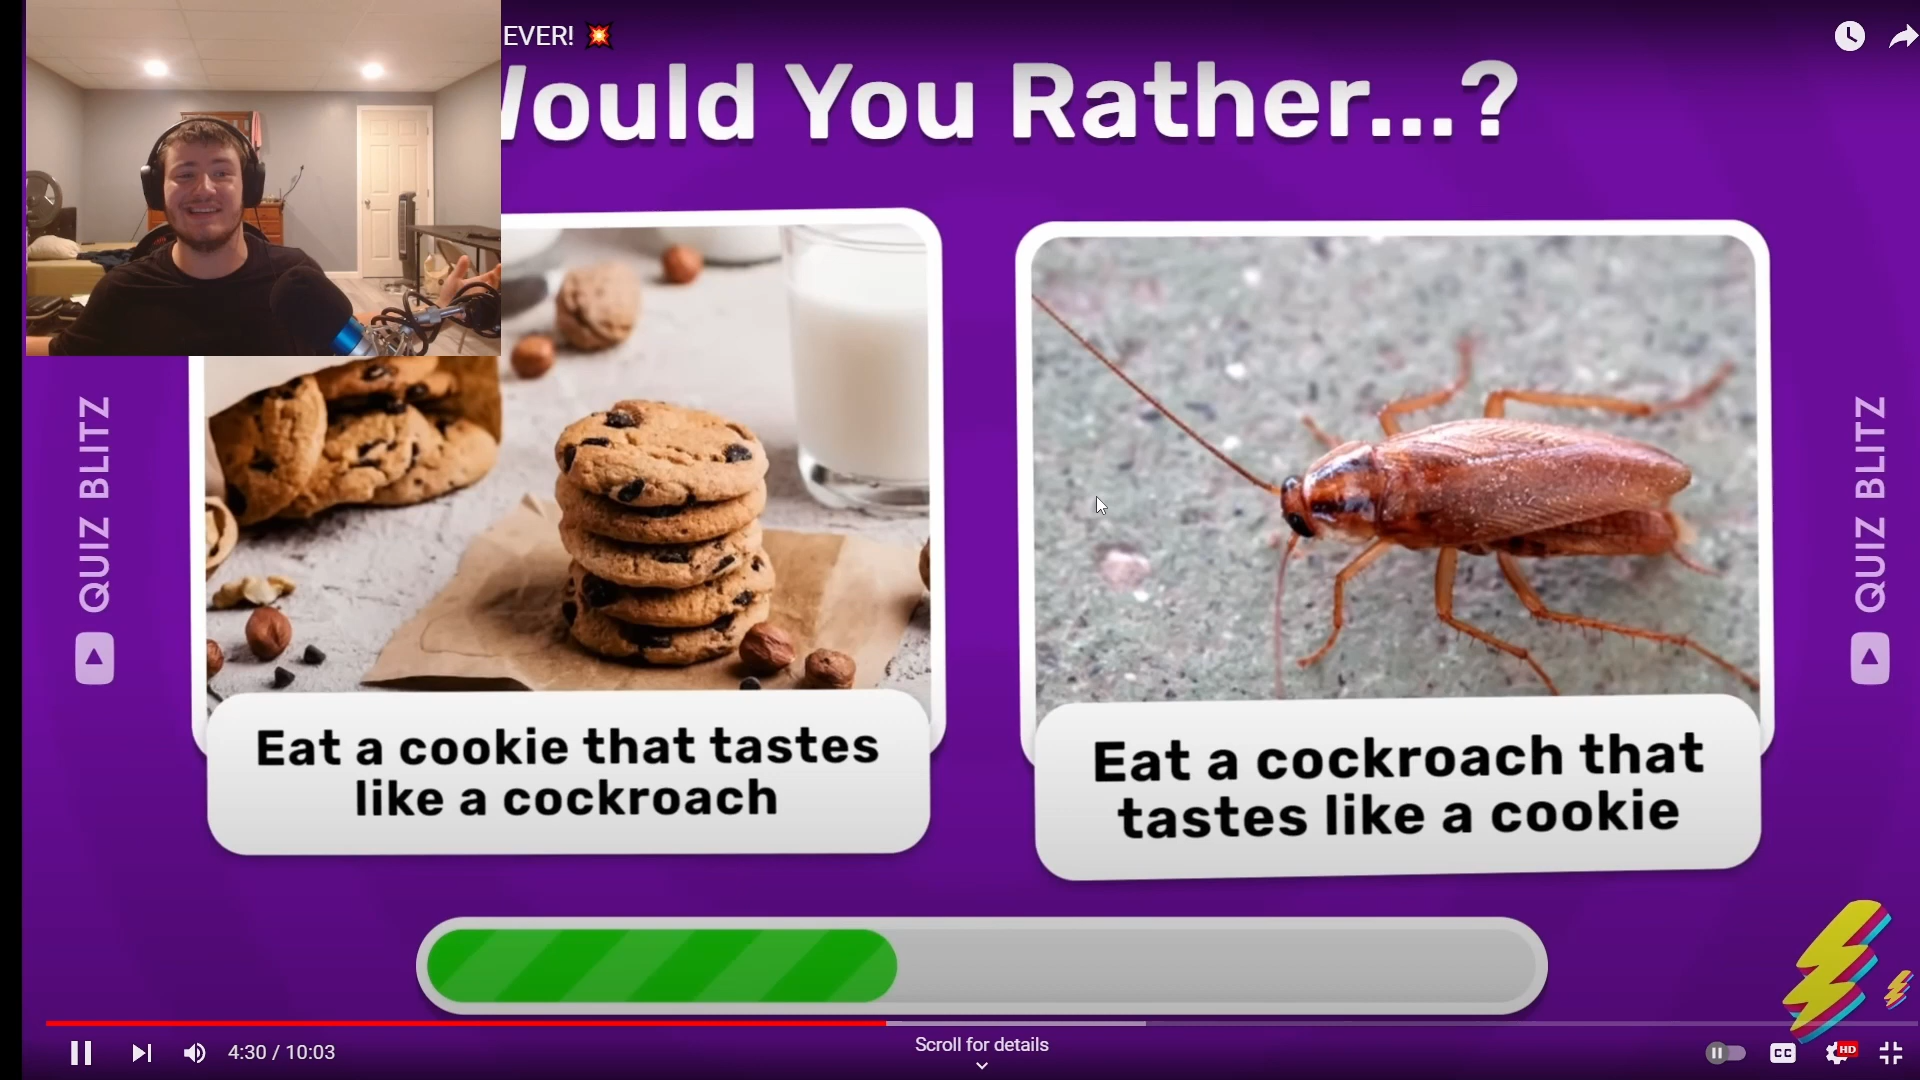 EVER! 💥
Would You Rather...?
QUIZ BLITZ
QUIZ BLITZ
Eat a cookie that tastes
like a cockroach
Eat a cockroach that
tastes like a cookie
4:30 / 10:03
Scroll for details
CC
HD